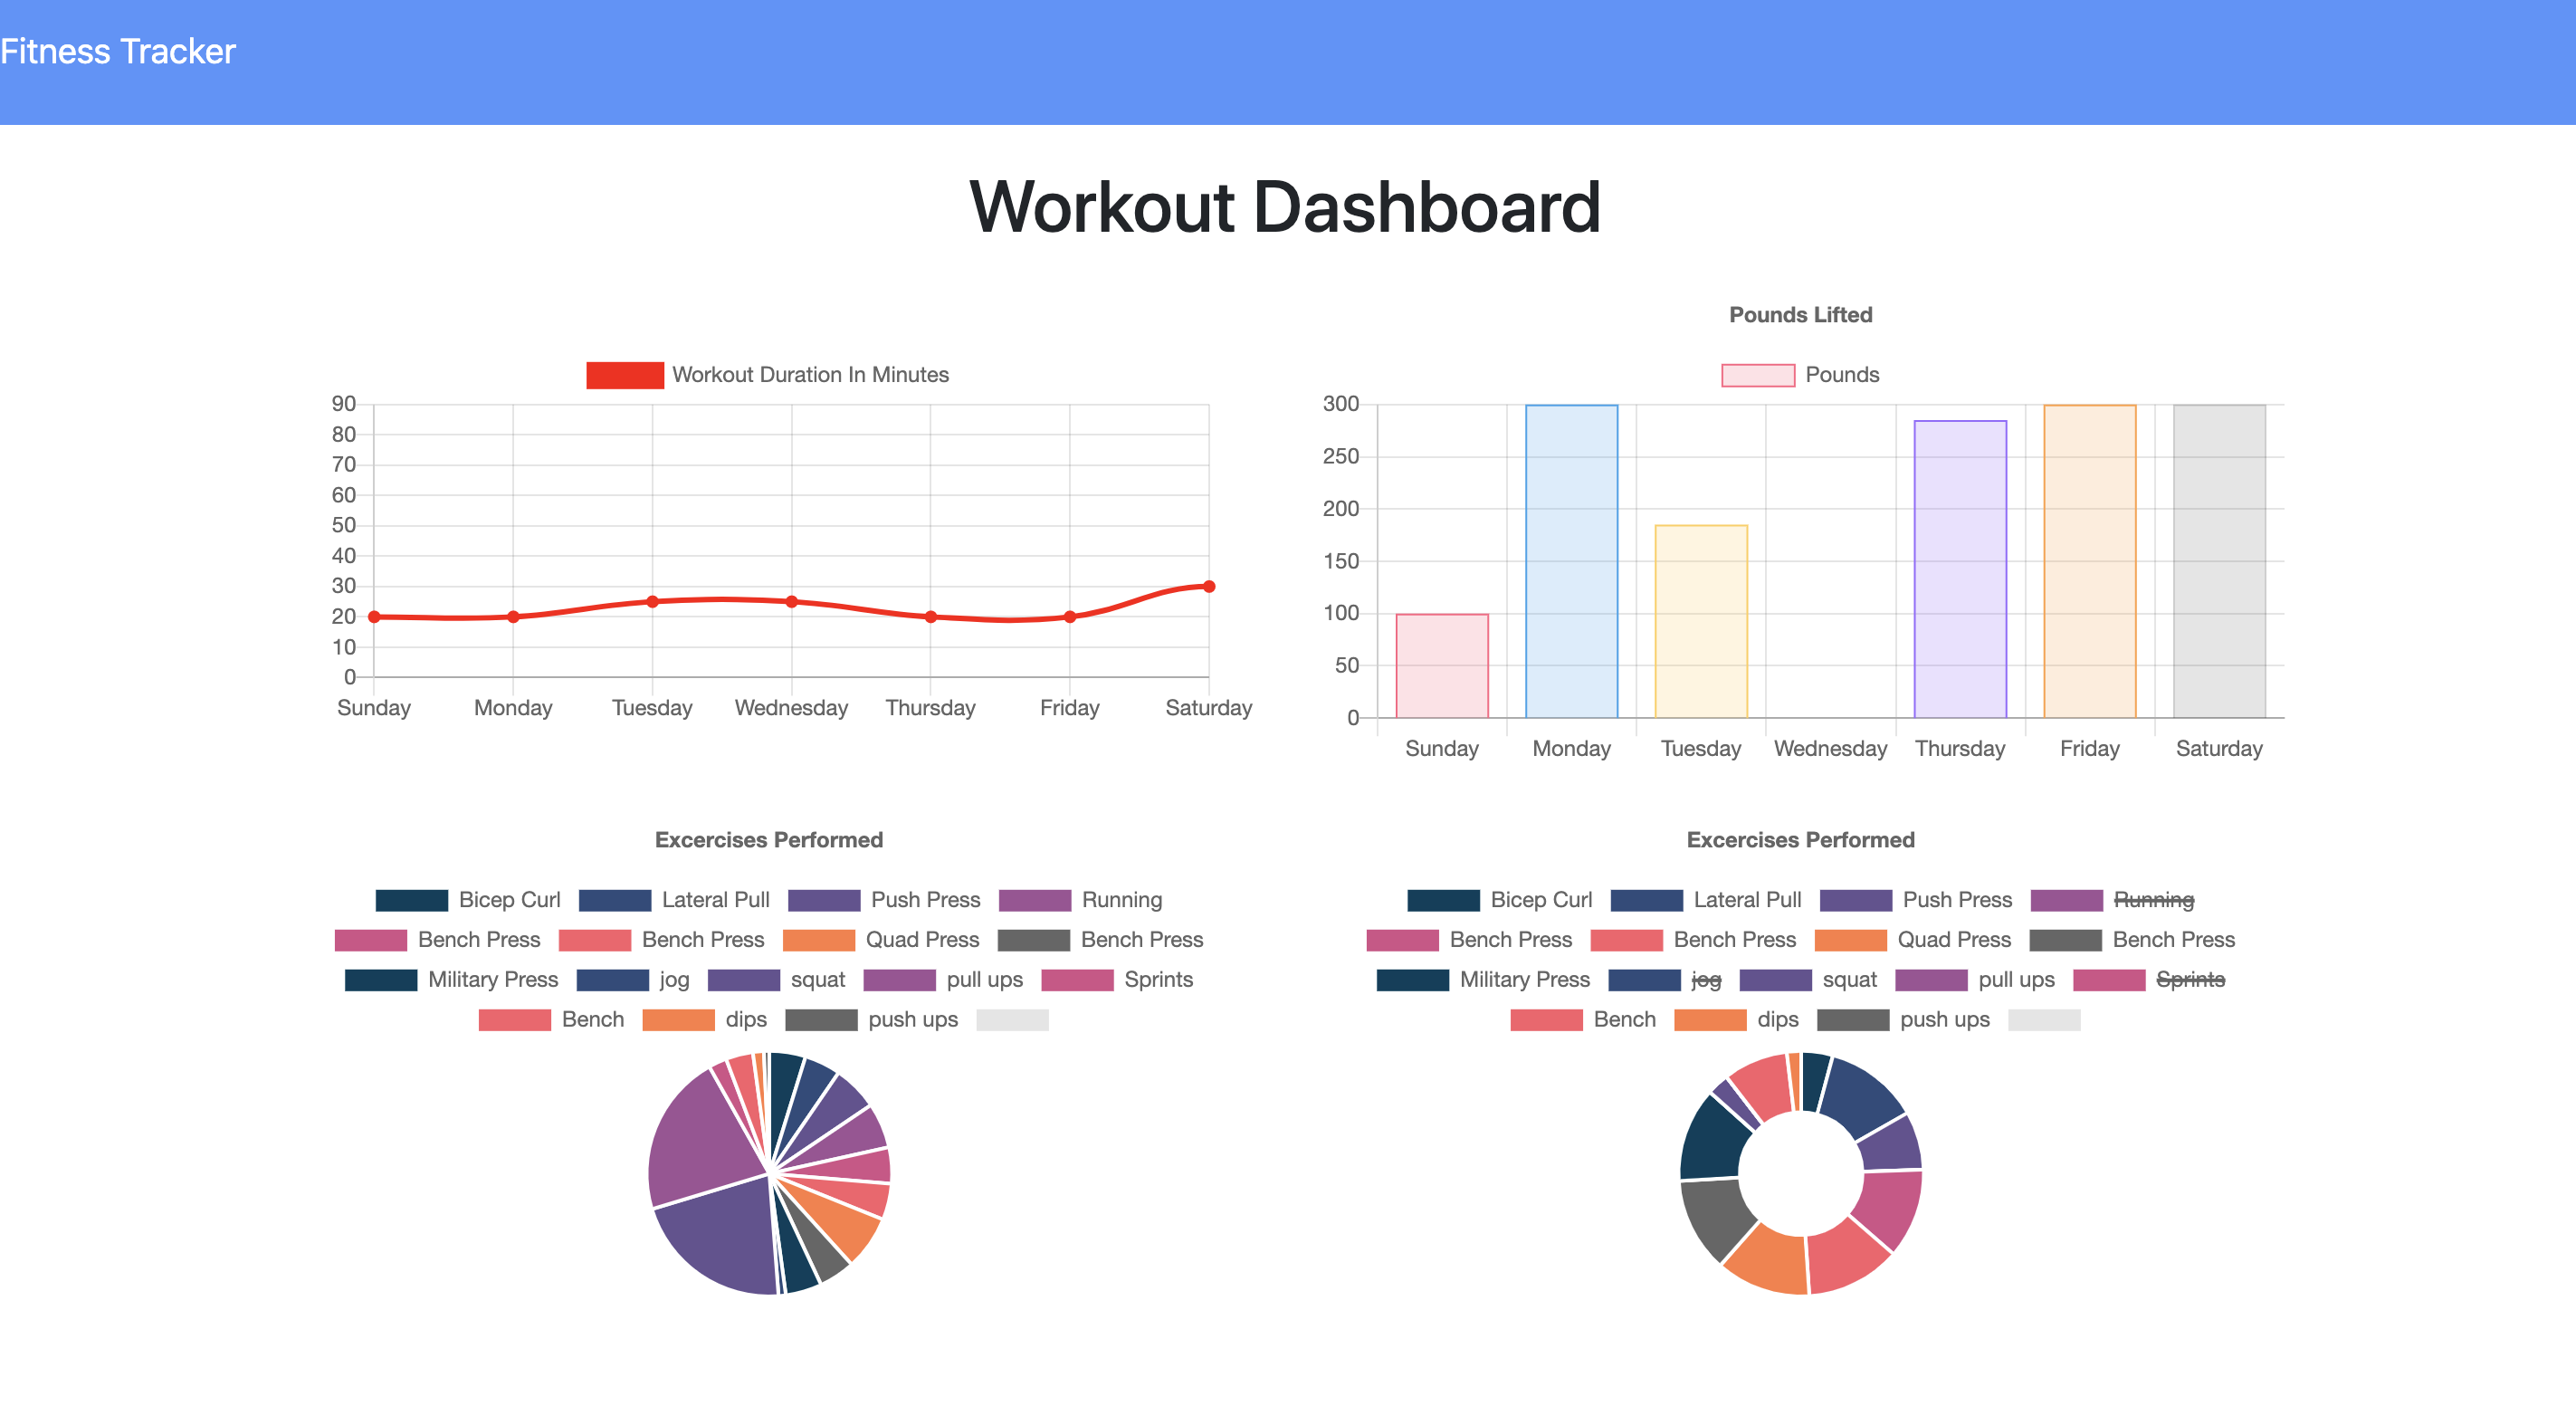 Fitness Tracker
Workout Dashboard
Workout Duration In Minutes
90
80
70
60
50
40
30
20
10
0
Sunday Monday Tuesday Wednesday Thursday Friday Saturday
Pounds Lifted
Pounds
300
250
200
150
100
50
0
Sunday Monday Tuesday Wednesday Thursday Friday Saturday
Excercises Performed
Bicep Curl Lateral Pull Push Press Running
Bench Press Bench Press Quad Press Bench Press
Military Press jog squat pull ups Sprints
Bench dips push ups
Excercises Performed
Bicep Curl Lateral Pull Push Press Running
Bench Press Bench Press Quad Press Bench Press
Military Press jog squat pull ups Sprints
Bench dips push ups